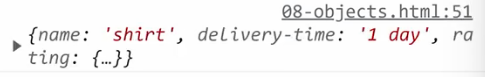 08-objects.html:51
{name: 'shirt', delivery-time: '1 day', ra
ting: {…}}